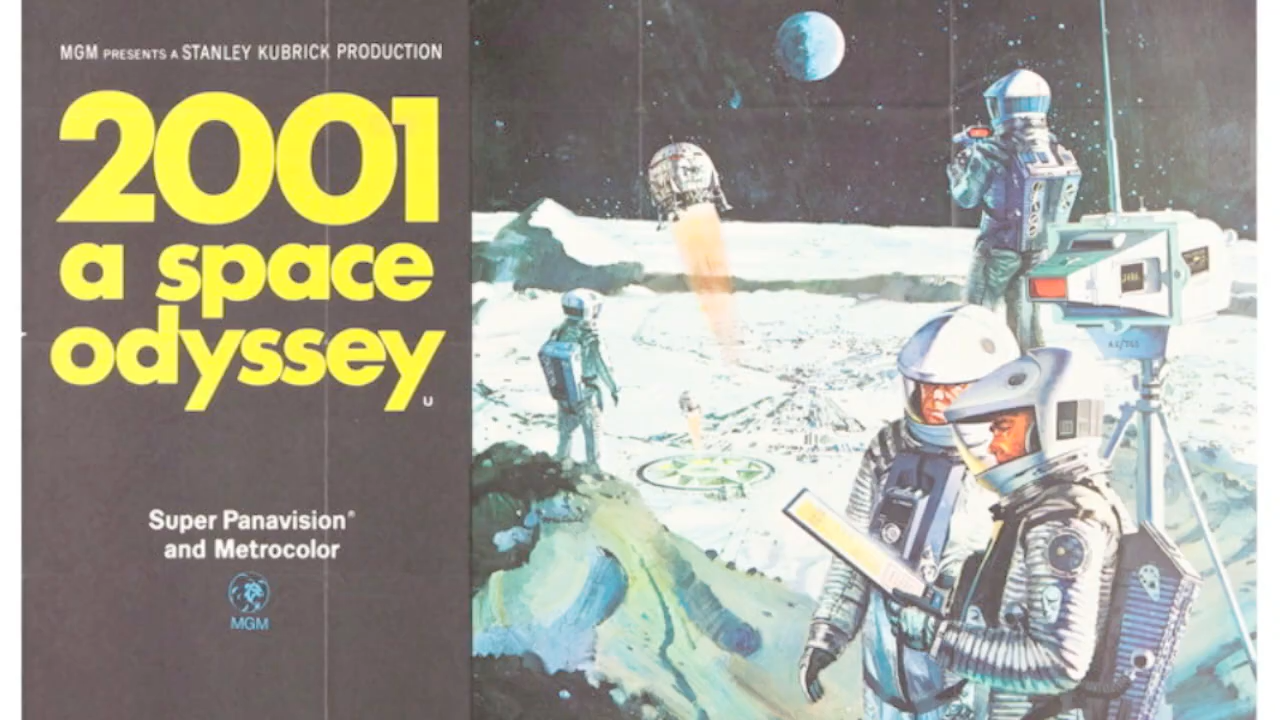 MGM PRESENTS A STANLEY KUBRICK PRODUCTION
2001
a space
odyssey
U
Super Panavision®
and Metrocolor
MGM